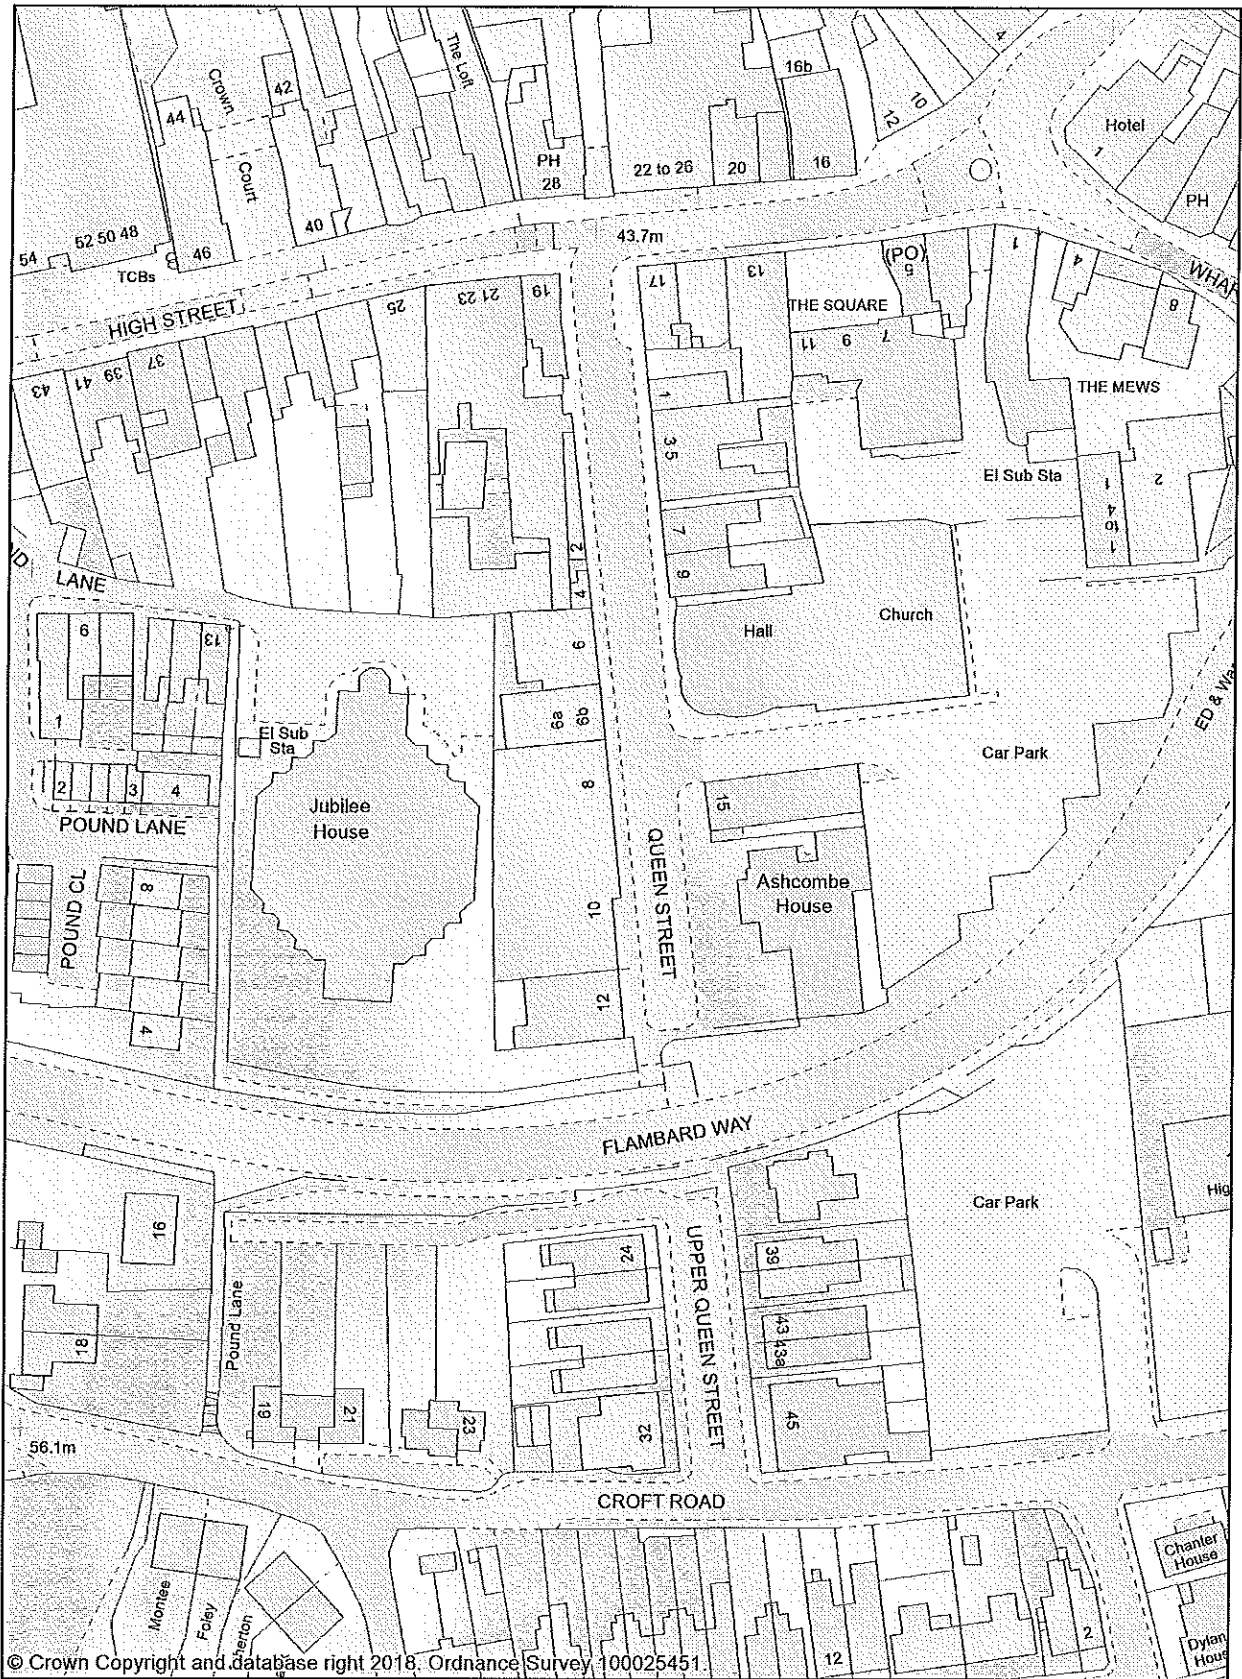 The Loft
Crown
42
44
Court
40
46
52 50 48
54
TCBs
HIGH STREET
PH
28
22 to 26
20
16b
16
12
10
4
Hotel
1
PH
43.7m
17
13
(PO)
5
THE SQUARE
11
9
7
1
4
8
THE MEWS
2
1 to 4
1
El Sub Sta
19
21 23
25
37
39
41
43
1
3 5
7
9
2
4
6
6a
6b
8
10
12
Hall
Church
Car Park
LANE
6
13
1
El Sub
Sta
2
3
4
POUND LANE
Jubilee
House
8
POUND CL
4
QUEEN STREET
15
Ashcombe
House
FLAMBARD WAY
Car Park
16
18
Pound Lane
19
21
23
24
32
UPPER QUEEN STREET
39
43 43a
45
56.1m
CROFT ROAD
Montee
Folsy
Chanter
House
12
2
© Crown Copyright and database right 2018. Ordnance Survey 100025451